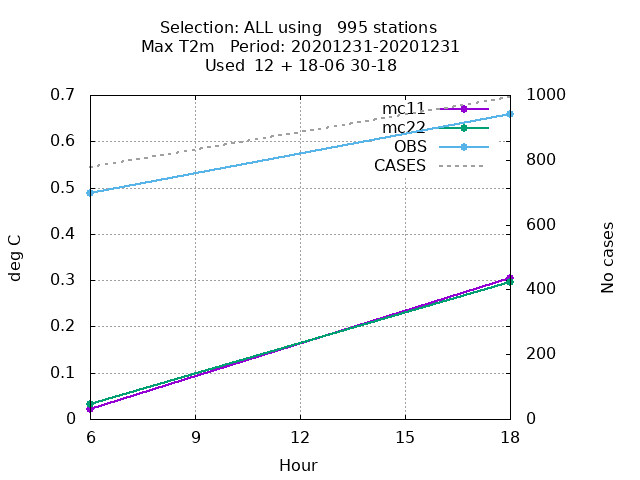 Selection: ALL using   995 stations
Max T2m   Period: 20201231-20201231
Used  12 + 18-06 30-18
0.7
0.6
0.5
0.4
0.3
0.2
0.1
0
1000
800
600
400
200
0
mc11
mc22
OBS
CASES
deg C
No cases
6 9 12 15 18
Hour